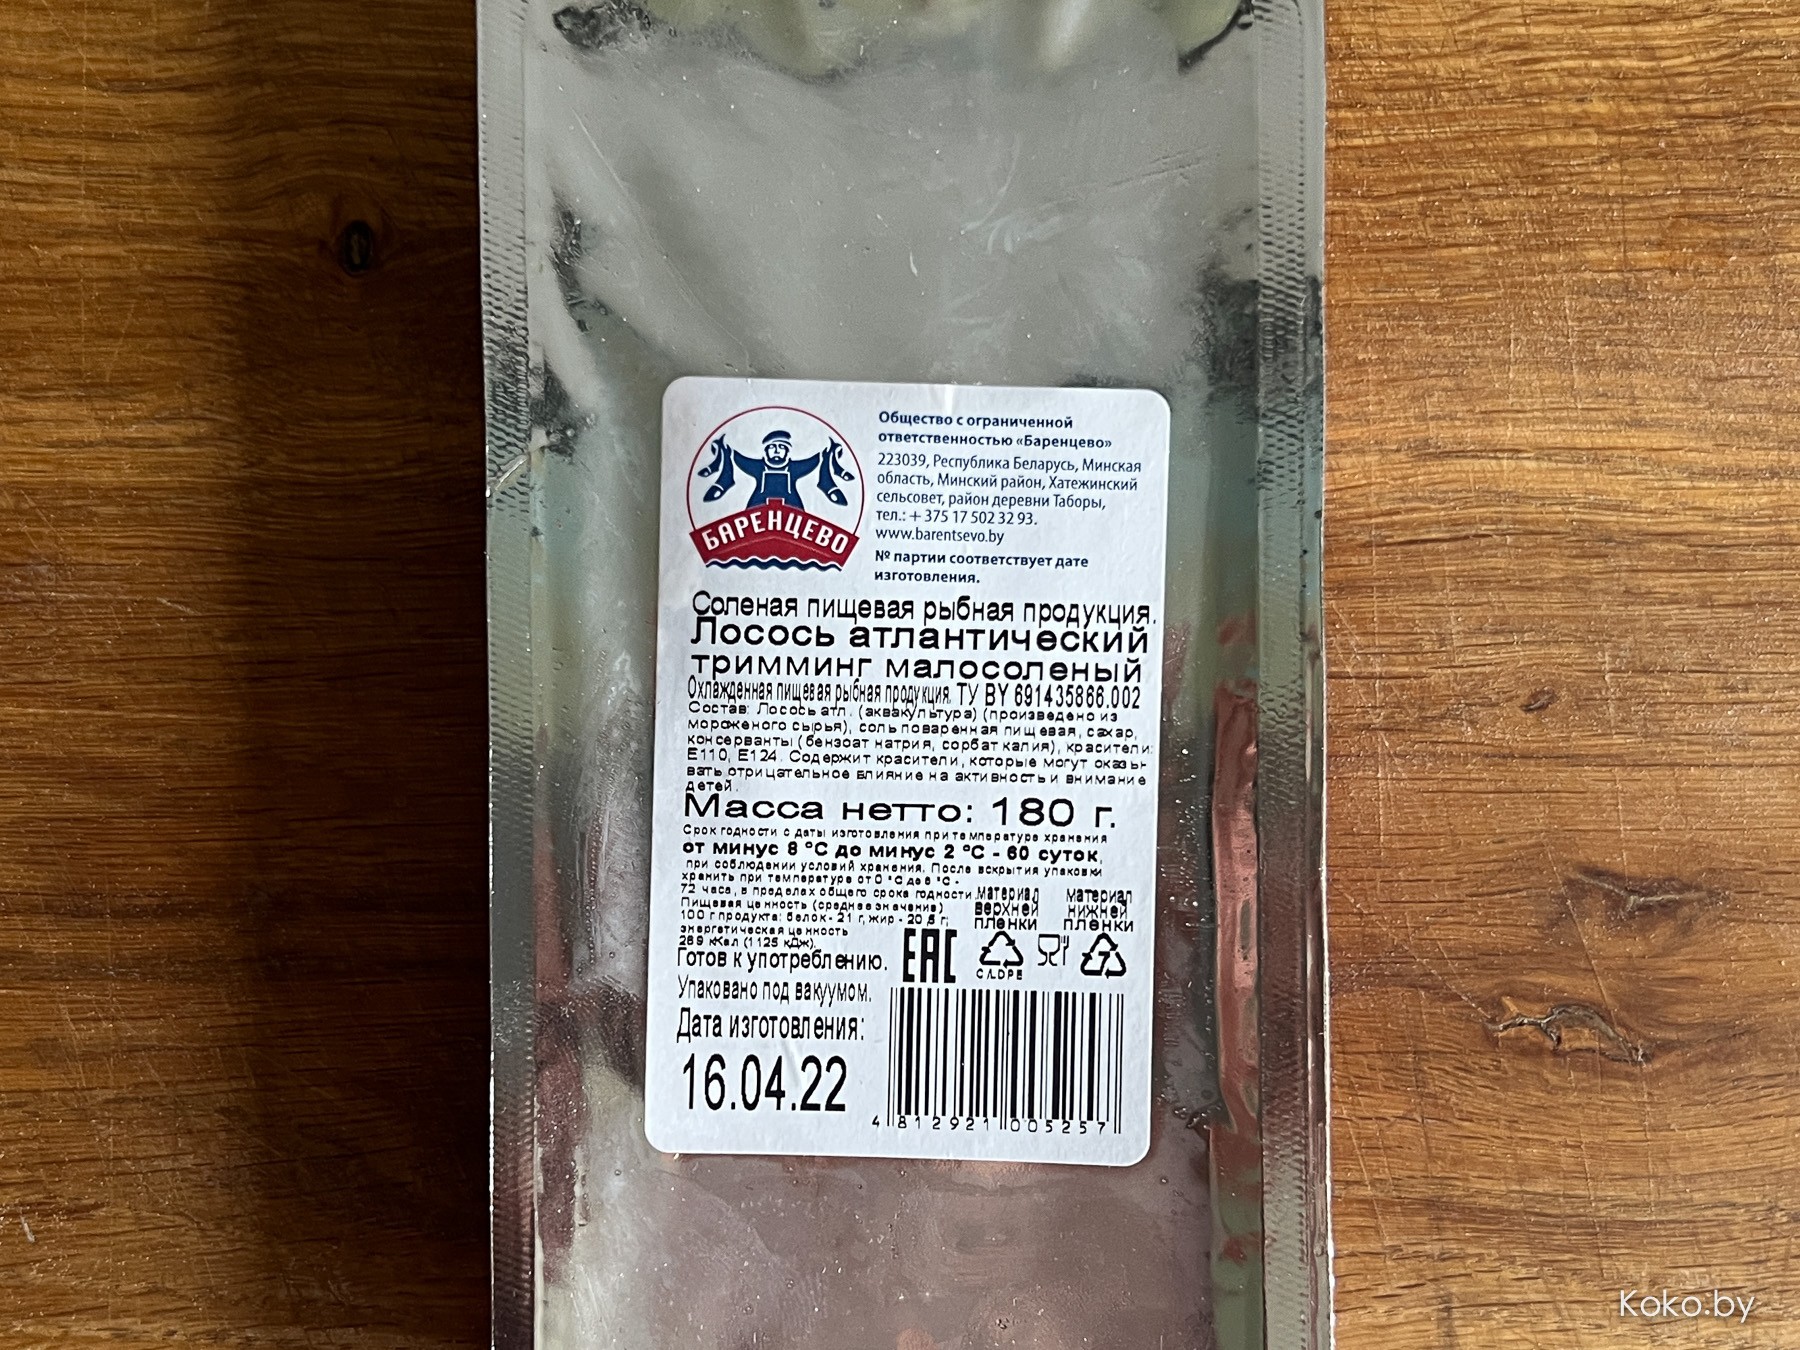 БАРЕНЦЕВО
Общество с ограниченной
ответственностью «Баренцево»
223039, Республика Беларусь, Минская
область, Минский район, Хатежинский
сельсовет, район деревни Таборы,
тел.: + 375 17 502 32 93.
www.barentsevo.by
№ партии соответствует дате
изготовления.
Соленая пищевая рыбная продукция.
Лосось атлантический
тримминг малосоленый
Охлажденная пищевая рыбная продукция. ТУ BY 691435866.002
Состав: Лосось атл. (аквакультура) (произведено из
мороженого сырья), соль поваренная пищевая, сахар,
консерванты (бензоат натрия, сорбат калия), красители:
Е110, Е124. Содержит красители, которые могут оказы-
вать отрицательное влияние на активность и внимание
детей.
Масса нетто: 180 г.
Срок годности с даты изготовления при температуре хранения
от минус 8 °С до минус 2 °С - 60 суток,
при соблюдении условий хранения. После вскрытия упаковки
хранить при температуре от 0 °С до 6 °С -
72 часа, в пределах общего срока годности.
Пищевая ценность (среднее значение)
100 г продукта: белок - 21 г, жир - 20,5 г;
энергетическая ценность
269 кКал (1125 кДж).
материал
верхней
пленки
материал
нижней
пленки
Готов к употреблению.
EAC
C/LDPE
7
Упаковано под вакуумом.
Дата изготовления:
16.04.22
4 812921 005257
Koko.by